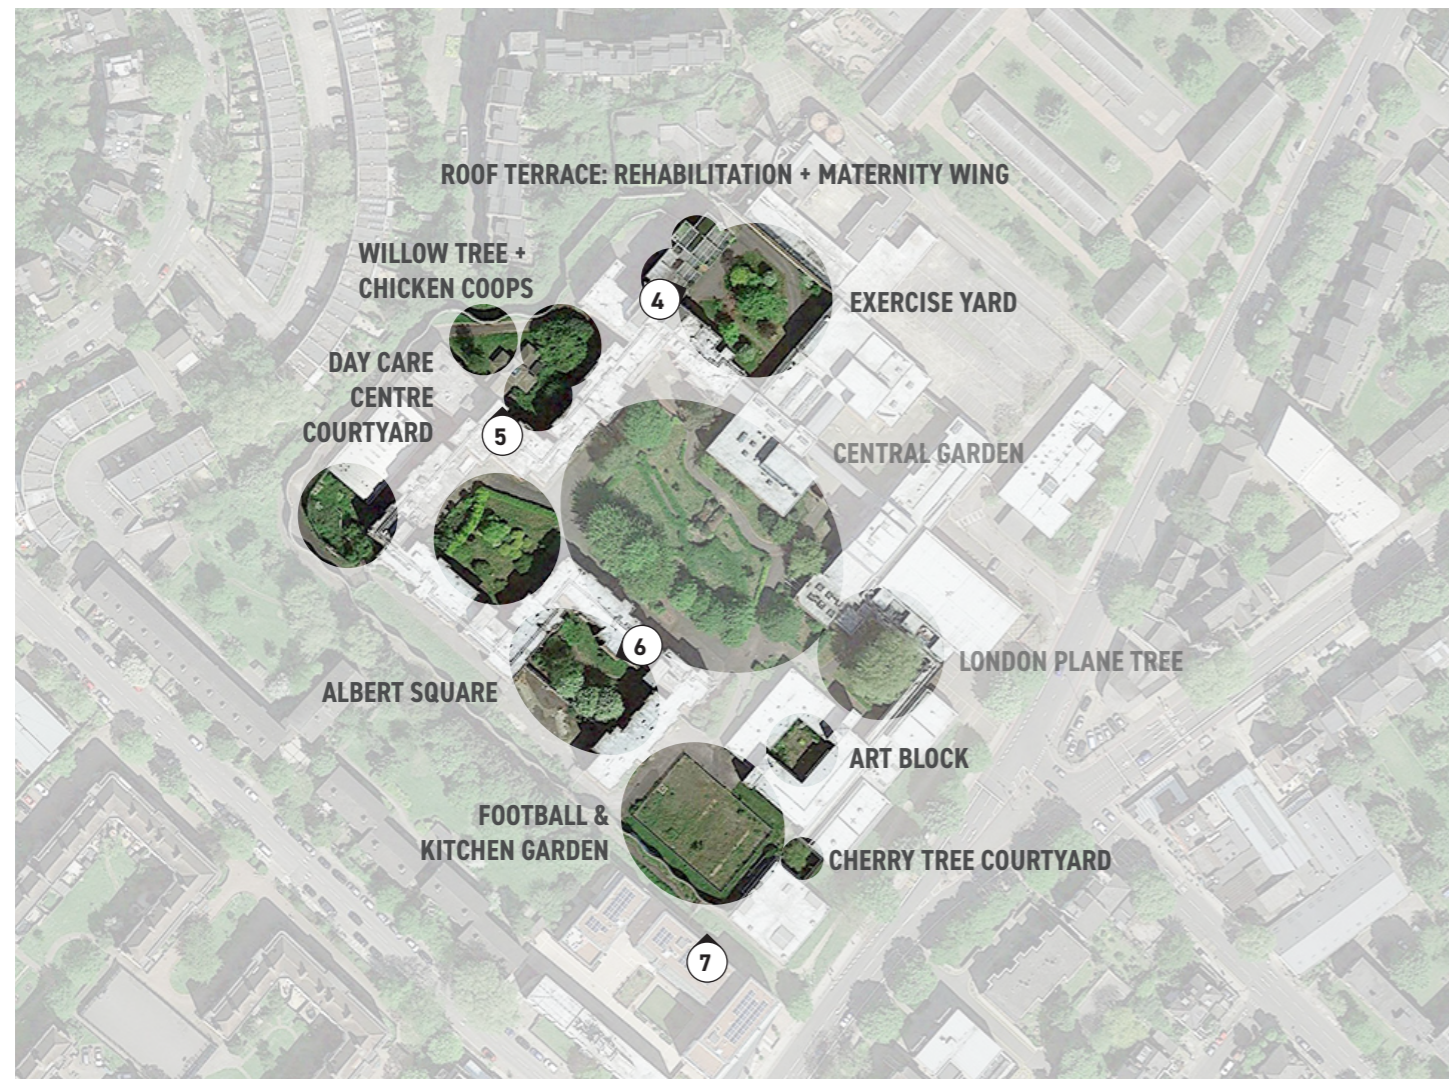 ROOF TERRACE: REHABILITATION + MATERNITY WING
WILLOW TREE +
CHICKEN COOPS
4
EXERCISE YARD
DAY CARE
CENTRE
COURTYARD
5
CENTRAL GARDEN
6
LONDON PLANE TREE
ALBERT SQUARE
ART BLOCK
FOOTBALL &
KITCHEN GARDEN
CHERRY TREE COURTYARD
7